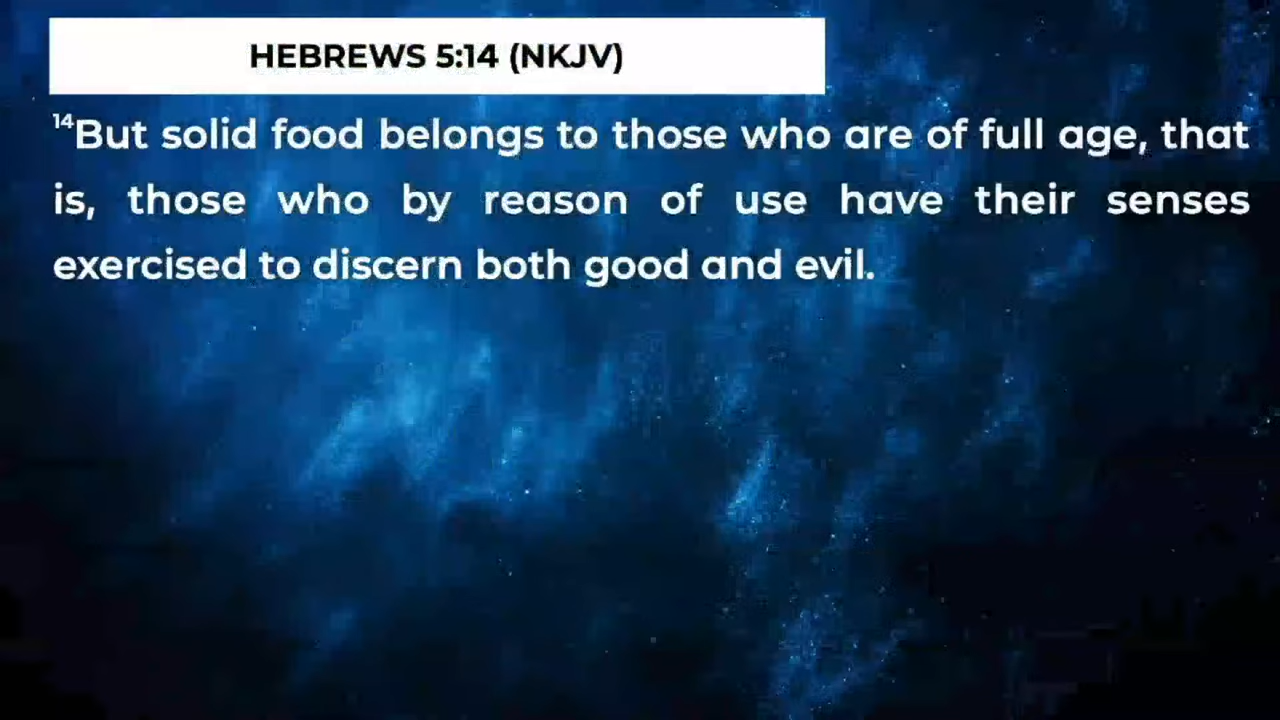 HEBREWS 5:14 (NKJV)
14But solid food belongs to those who are of full age, that
is, those who by reason of use have their senses
exercised to discern both good and evil.